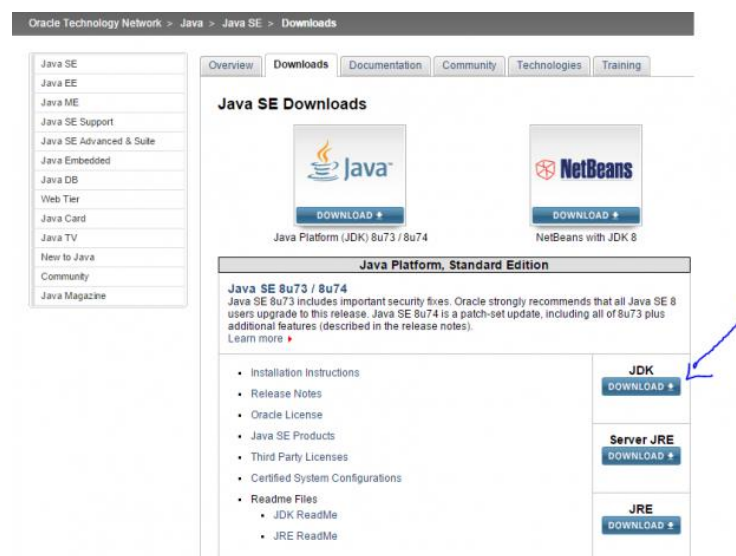 Oracle Technology Network > Java > Java SE > Downloads
Java SE
Java EE
Java ME
Java SE Support
Java SE Advanced & Suite
Java Embedded
Java DB
Web Tier
Java Card
Java TV
New to Java
Community
Java Magazine
Overview Downloads Documentation Community Technologies Training
Java SE Downloads
Java
DOWNLOAD
Java Platform (JDK) 8u73 / 8u74
NetBeans
DOWNLOAD
NetBeans with JDK 8
Java Platform, Standard Edition
Java SE 8u73 / 8u74
Java SE 8u73 includes important security fixes. Oracle strongly recommends that all Java SE 8
users upgrade to this release. Java SE 8u74 is a patch-set update, including all of 8u73 plus
additional features (described in the release notes).
Learn more
Installation Instructions
Release Notes
Oracle License
Java SE Products
Third Party Licenses
Certified System Configurations
Readme Files
JDK ReadMe
JRE ReadMe
JDK
DOWNLOAD
Server JRE
DOWNLOAD
JRE
DOWNLOAD